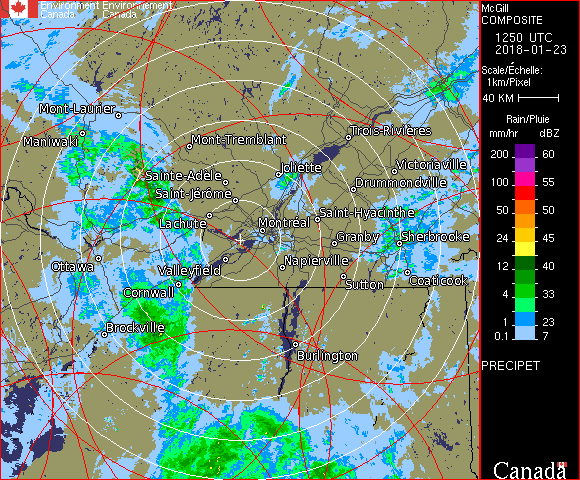 Environment Environnement
Canada Canada
McGill
COMPOSITE
1250 UTC
2018-01-23
Scale/Échelle:
1km/Pixel
40 KM
Rain/Pluie
mm/hr dBZ
200 60
100 55
50 50
24 45
12 40
4 33
1 23
0.1 7
PRECIPET
Canada
Mont-Laurier
Maniwaki
Mont-Tremblant
Trois-Rivières
Joliette
Victoriaville
Sainte-Adèle
Drummondville
Saint-Jérôme
Saint-Hyacinthe
Lachute
Montréal
Granby
Sherbrooke
Ottawa
Valleyfield
Napierville
Sutton
Coaticook
Cornwall
Brockville
Burlington